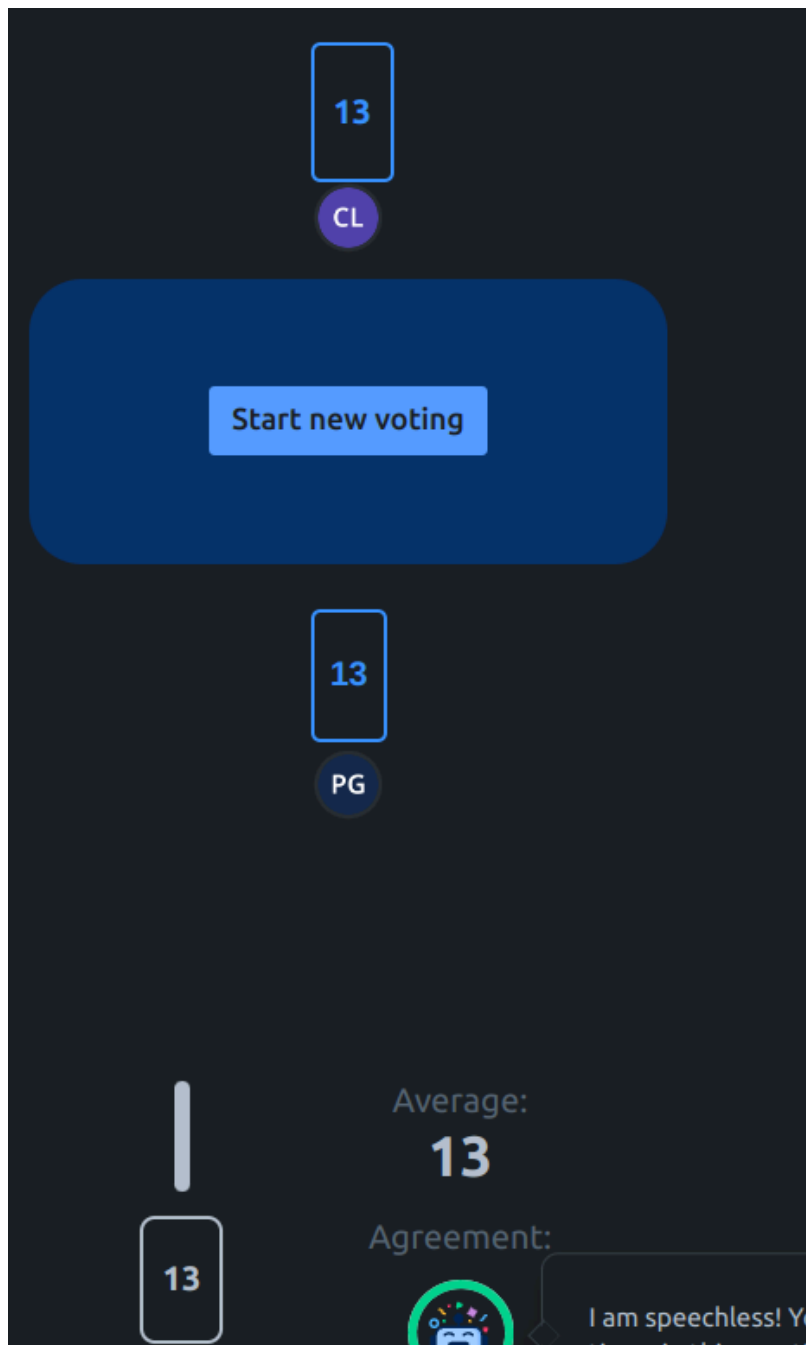 13
CL
Start new voting
13
PG
Average:
13
Agreement:
13
I am speechless!